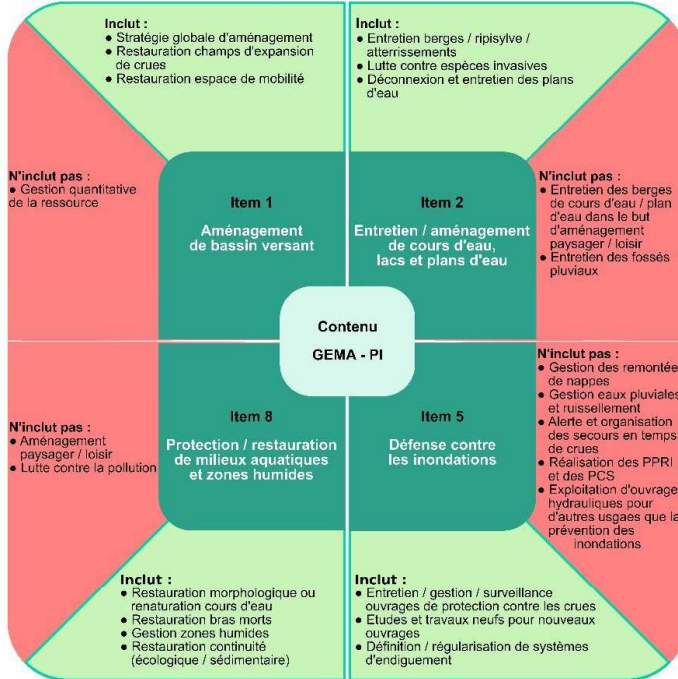 Inclut :
● Stratégie globale d'aménagement
● Restauration champs d'expansion
de crues
● Restauration espace de mobilité
Inclut :
● Entretien berges / ripisylve /
atterrissements
● Lutte contre espèces invasives
● Déconnexion et entretien des plans
d'eau
N'inclut pas :
● Gestion quantitative
de la ressource
Item 1
Aménagement
de bassin versant
Item 2
Entretien / aménagement
de cours d'eau,
lacs et plans d'eau
N'inclut pas :
● Entretien des berges
de cours d'eau / plan
d'eau dans le but
d'aménagement
paysager / loisir
● Entretien des fossés
pluviaux
Contenu
GEMA - PI
N'inclut pas :
● Aménagement
paysager / loisir
● Lutte contre la pollution
Item 8
Protection / restauration
de milieux aquatiques
et zones humides
Item 5
Défense contre
les inondations
N'inclut pas :
● Gestion des remontée
de nappes
● Gestion eaux pluviales
et ruissellement
● Alerte et organisation
des secours en temps
de crues
● Réalisation des PPRI
et des PCS
● Exploitation d'ouvrage
hydrauliques pour
d'autres usgaes que la
prévention des
inondations
Inclut :
● Restauration morphologique ou
renaturation cours d'eau
● Restauration bras morts
● Gestion zones humides
● Restauration continuité
(écologique / sédimentaire)
Inclut :
● Entretien / gestion / surveillance
ouvrages de protection contre les crues
● Etudes et travaux neufs pour nouveaux
ouvrages
● Définition / régularisation de systèmes
d'endiguement